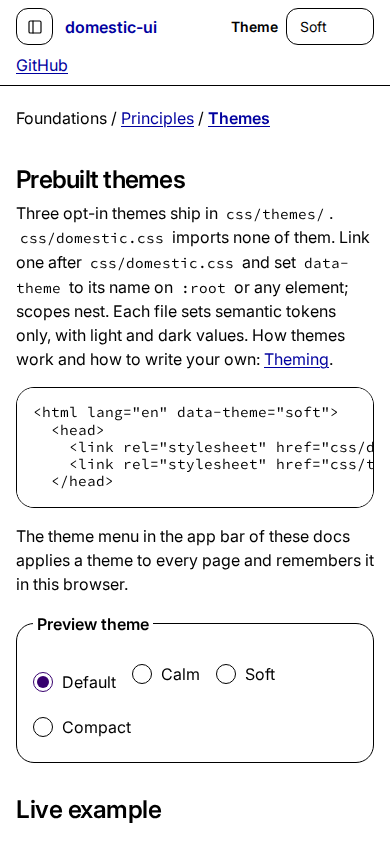 domestic-ui
Theme
Soft
GitHub
Foundations / Principles / Themes
Prebuilt themes
Three opt-in themes ship in css/themes/ .
css/domestic.css imports none of them. Link
one after css/domestic.css and set data-
theme to its name on :root or any element;
scopes nest. Each file sets semantic tokens
only, with light and dark values. How themes
work and how to write your own: Theming.
<html lang="en" data-theme="soft">
<head>
<link rel="stylesheet" href="css/d
<link rel="stylesheet" href="css/t
</head>
The theme menu in the app bar of these docs
applies a theme to every page and remembers it
in this browser.
Preview theme
Default
Calm
Soft
Compact
Live example